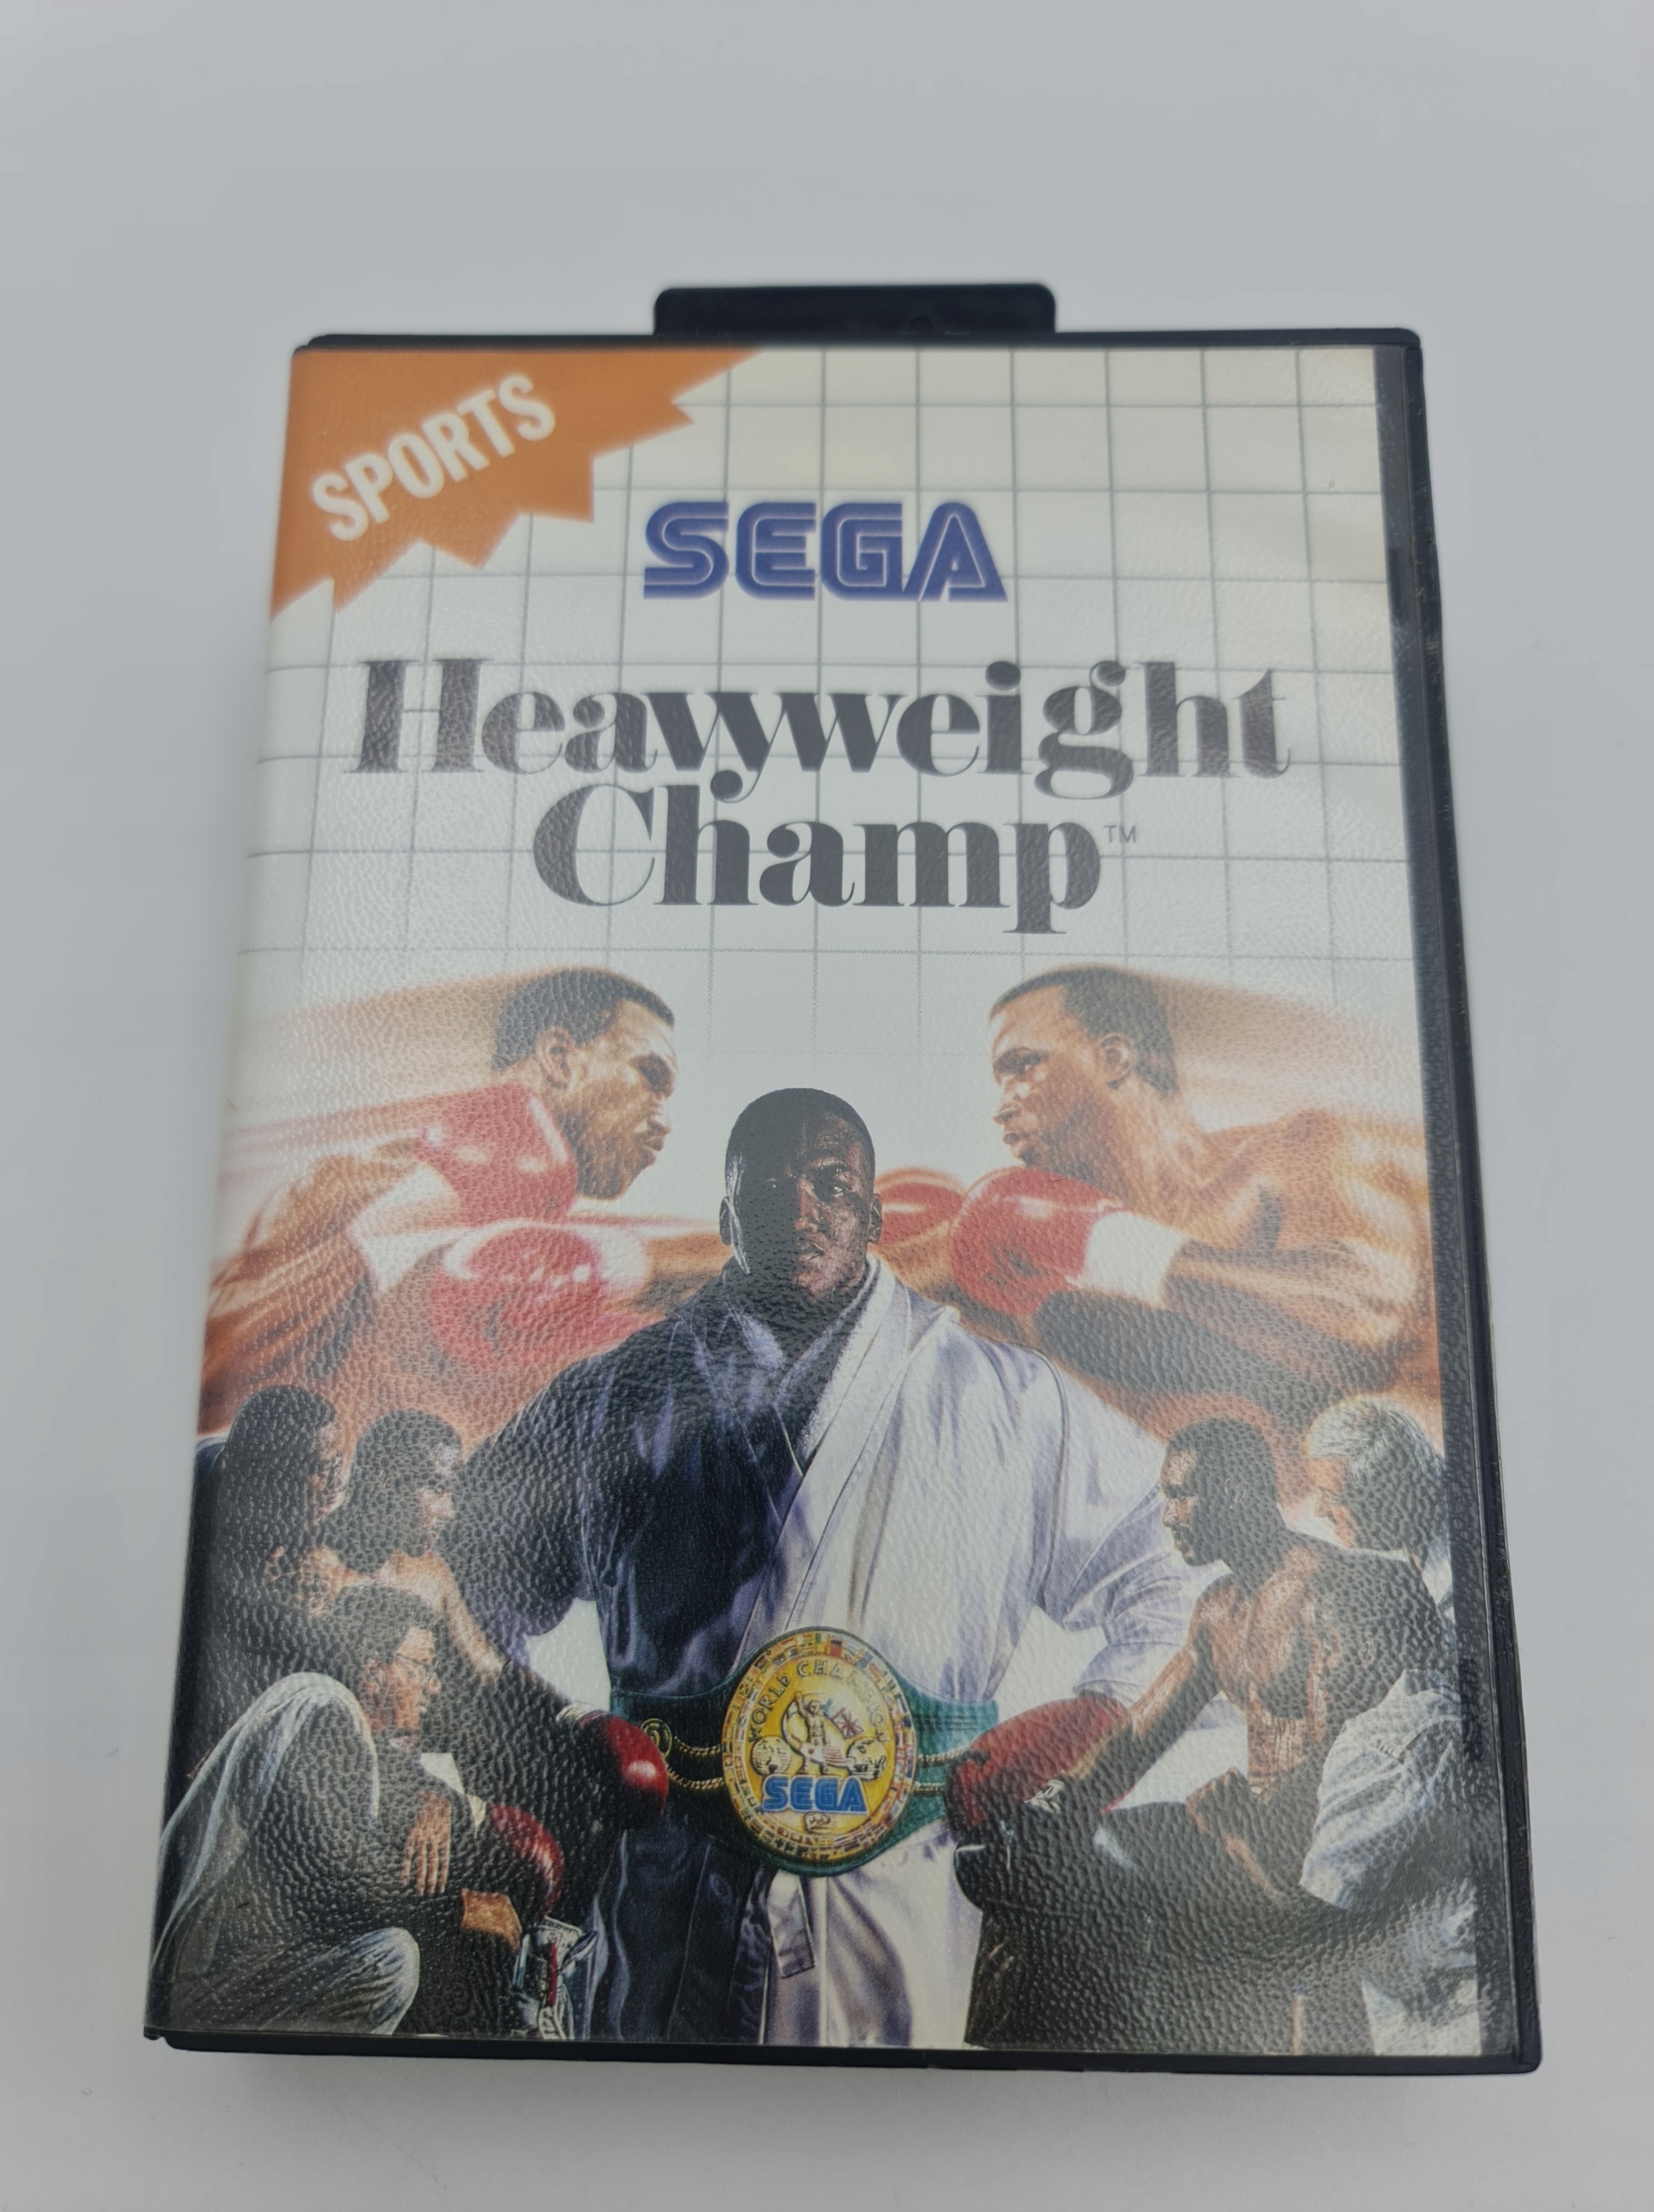 SPORTS
SEGA
Heavyweight
Champ™
WORLD CHAMPION
SEGA